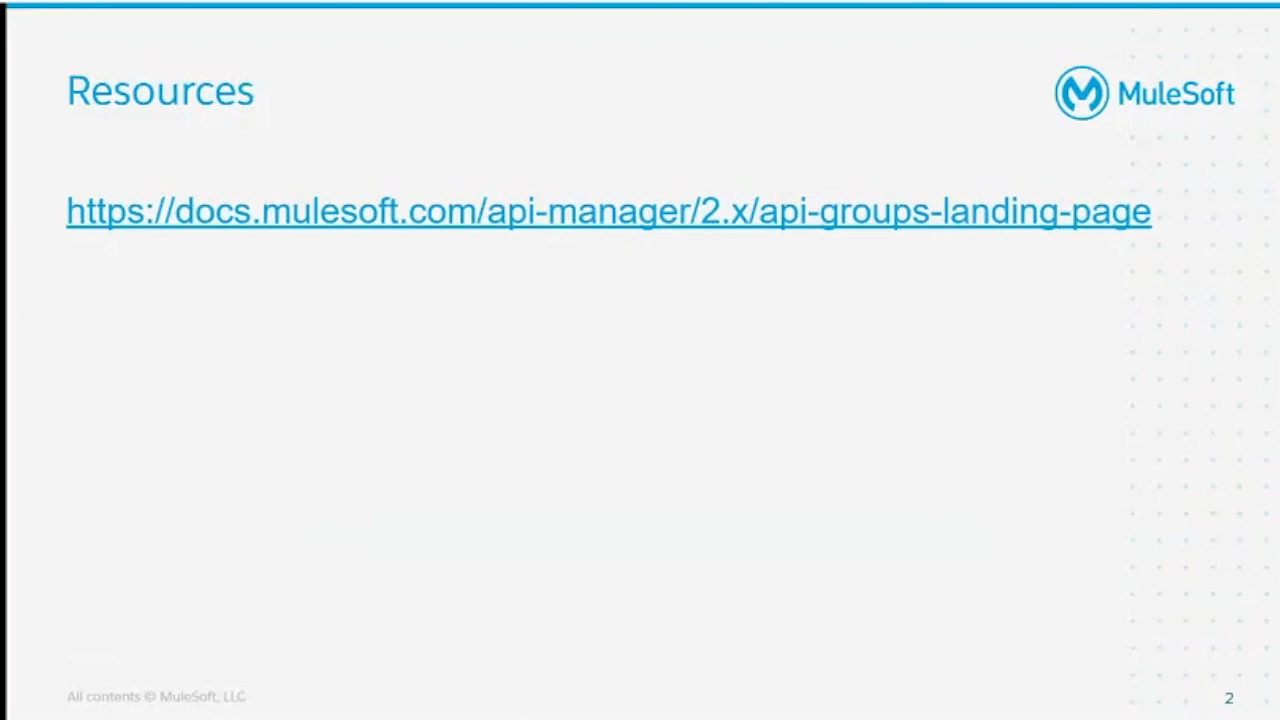 Resources
MuleSoft
https://docs.mulesoft.com/api-manager/2.x/api-groups-landing-page
All contents © MuleSoft, LLC
2